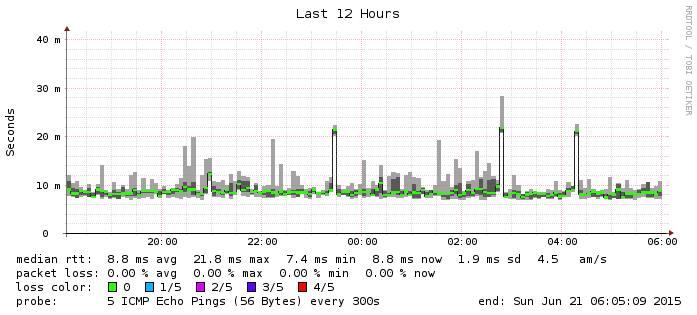 Last 12 Hours
RRDTOOL / TOBI OETIKER
Seconds
40 m
30 m
20 m
10 m
0
20:00 22:00 00:00 02:00 04:00 06:00
median rtt: 8.8 ms avg 21.8 ms max 7.4 ms min 8.8 ms now 1.9 ms sd 4.5 am/s
packet loss: 0.00 % avg 0.00 % max 0.00 % min 0.00 % now
loss color: 0 1/5 2/5 3/5 4/5
probe: 5 ICMP Echo Pings (56 Bytes) every 300s end: Sun Jun 21 06:05:09 2015